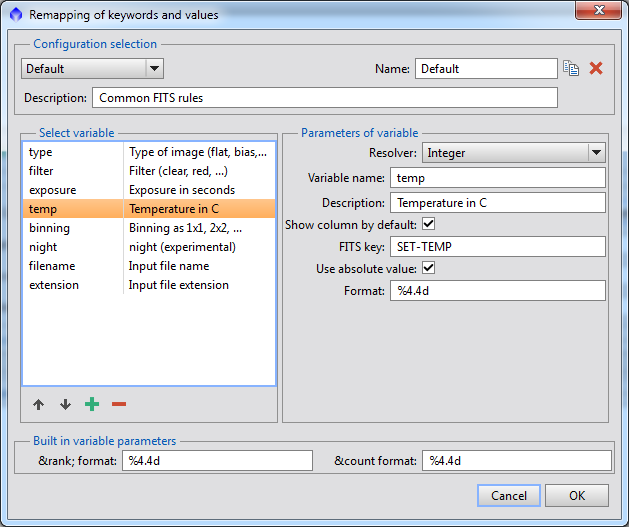 Remapping of keywords and values
Configuration selection
Default Name: Default
Description: Common FITS rules
Select variable
type Type of image (flat, bias,...
filter Filter (clear, red, ...)
exposure Exposure in seconds
temp Temperature in C
binning Binning as 1x1, 2x2, ...
night night (experimental)
filename Input file name
extension Input file extension
Parameters of variable
Resolver: Integer
Variable name: temp
Description: Temperature in C
Show column by default:
FITS key: SET-TEMP
Use absolute value:
Format: %4.4d
Built in variable parameters
&rank; format: %4.4d &count format: %4.4d
Cancel OK